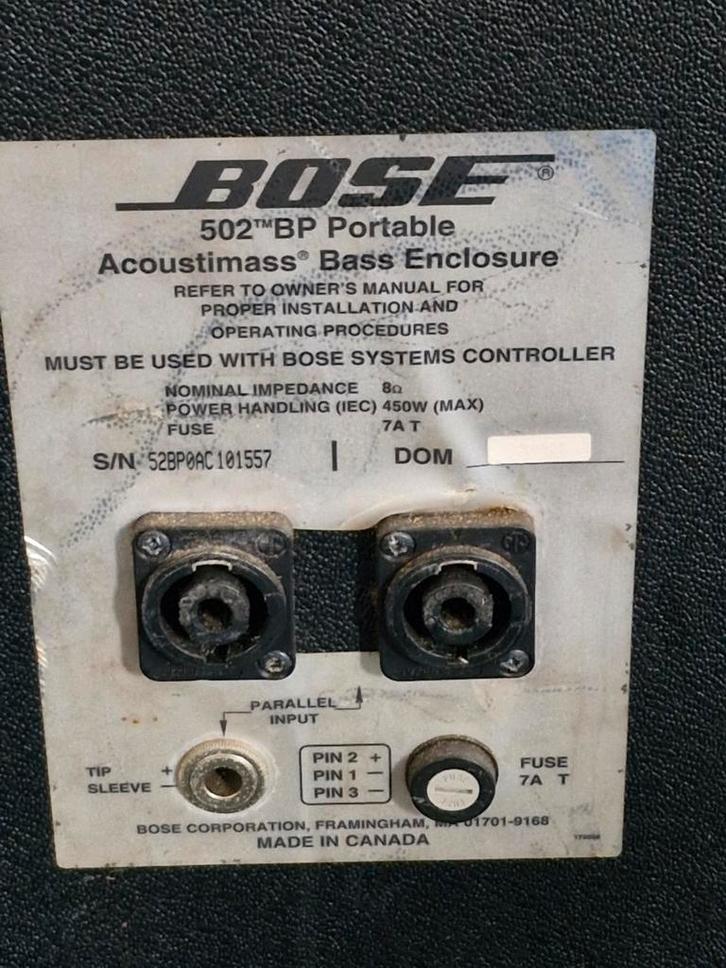 BOSE®
502™BP Portable
Acoustimass® Bass Enclosure
REFER TO OWNER'S MANUAL FOR
PROPER INSTALLATION AND
OPERATING PROCEDURES
MUST BE USED WITH BOSE SYSTEMS CONTROLLER
NOMINAL IMPEDANCE 8Ω
POWER HANDLING (IEC) 450W (MAX)
FUSE 7A T
S/N 52BP0AC101557 | DOM
PARALLEL
INPUT
TIP +
SLEEVE −
PIN 2 +
PIN 1 −
PIN 3 −
FUSE
7A T
BOSE CORPORATION, FRAMINGHAM, MA 01701-9168
MADE IN CANADA